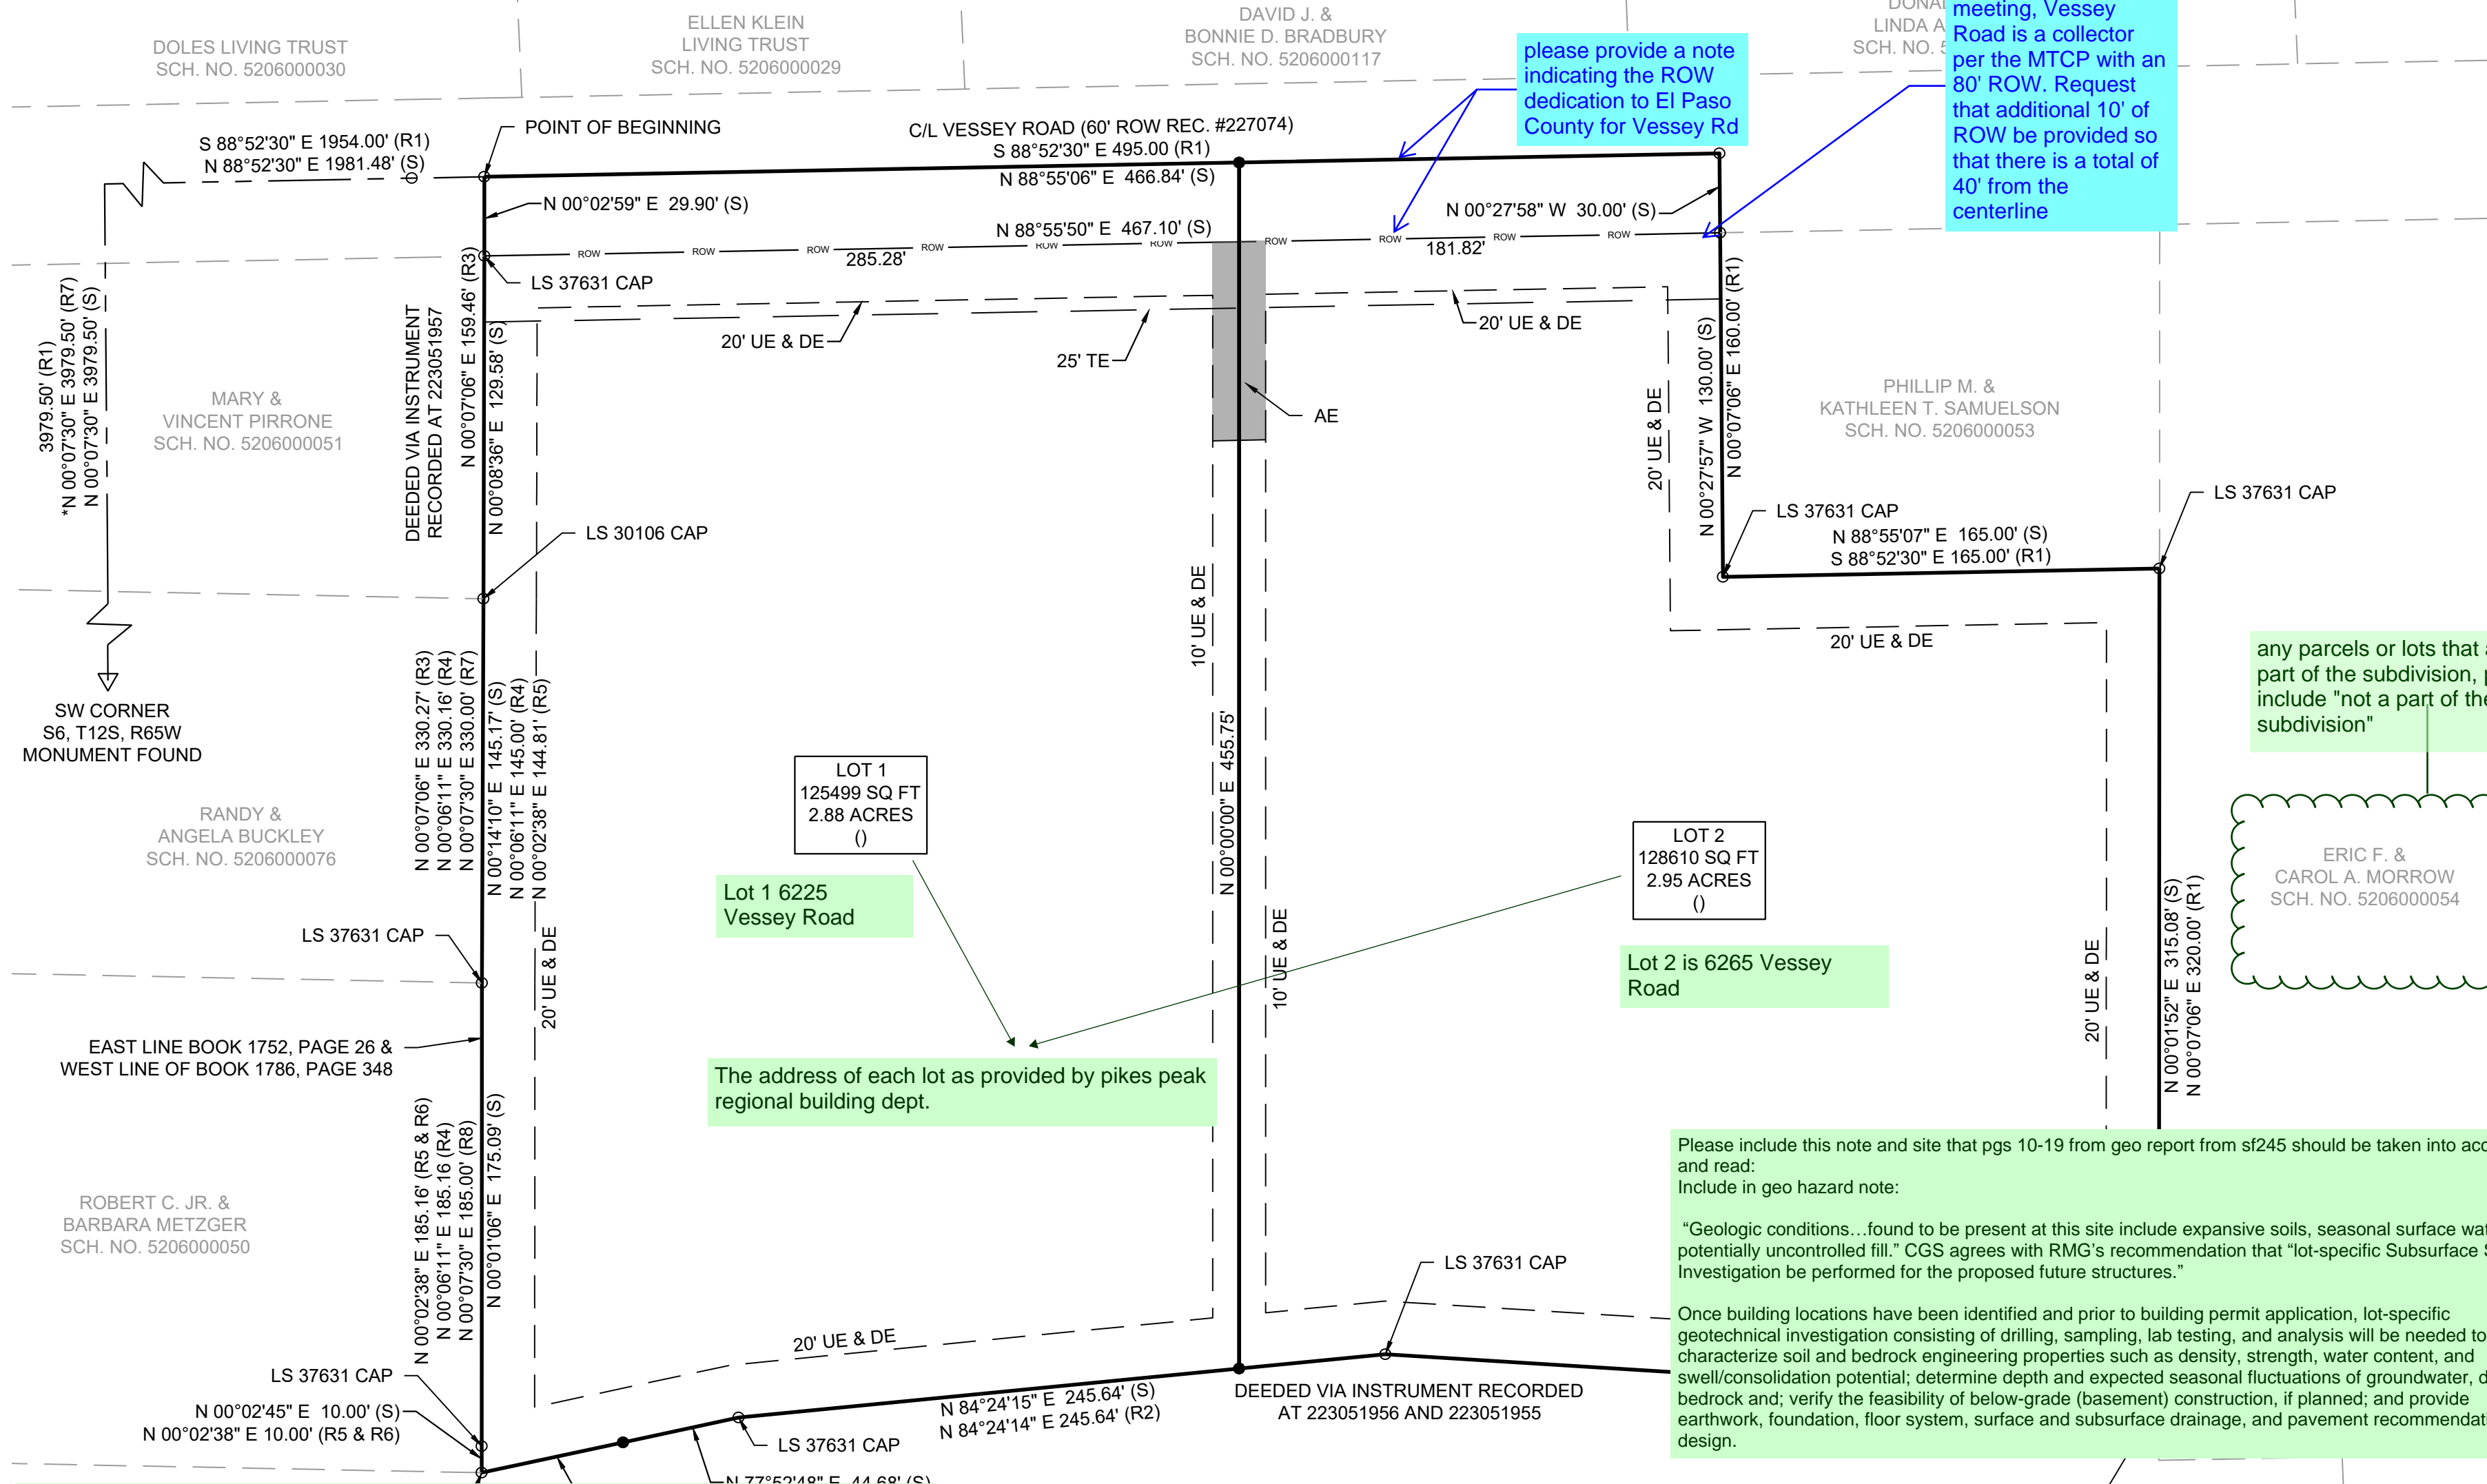 DOLES LIVING TRUST
SCH. NO. 5206000030
ELLEN KLEIN
LIVING TRUST
SCH. NO. 5206000029
DAVID J. &
BONNIE D. BRADBURY
SCH. NO. 5206000117
LINDA A
SCH. NO.
please provide a note
indicating the ROW
dedication to El Paso
County for Vessey Rd
meeting, Vessey
Road is a collector
per the MTCP with an
80' ROW. Request
that additional 10' of
ROW be provided so
that there is a total of
40' from the
centerline
S 88°52'30" E 1954.00' (R1)
N 88°52'30" E 1981.48' (S)
POINT OF BEGINNING
C/L VESSEY ROAD (60' ROW REC. #227074)
S 88°52'30" E 495.00 (R1)
N 88°55'06" E 466.84' (S)
N 00°02'59" E 29.90' (S)
N 00°27'58" W 30.00' (S)
N 88°55'50" E 467.10' (S)
ROW ROW ROW ROW ROW ROW ROW ROW ROW ROW
285.28'
181.82'
LS 37631 CAP
20' UE & DE
25' TE
20' UE & DE
AE
3979.50' (R1)
*N 00°07'30" E 3979.50' (R7)
N 00°07'30" E 3979.50' (S)
MARY &
VINCENT PIRRONE
SCH. NO. 5206000051
DEEDED VIA INSTRUMENT
RECORDED AT 223051957
N 00°07'06" E 159.46' (R3)
N 00°08'36" E 129.58' (S)
LS 30106 CAP
20' UE & DE
N 00°27'57" W 130.00' (S)
N 00°07'06" E 160.00' (R1)
PHILLIP M. &
KATHLEEN T. SAMUELSON
SCH. NO. 5206000053
LS 37631 CAP
LS 37631 CAP
N 88°55'07" E 165.00' (S)
S 88°52'30" E 165.00' (R1)
20' UE & DE
10' UE & DE
SW CORNER
S6, T12S, R65W
MONUMENT FOUND
RANDY &
ANGELA BUCKLEY
SCH. NO. 5206000076
N 00°07'06" E 330.27' (R3)
N 00°06'11" E 330.16' (R4)
N 00°07'30" E 330.00' (R7)
N 00°14'10" E 145.17' (S)
N 00°06'11" E 145.00' (R4)
N 00°02'38" E 144.81' (R5)
any parcels or lots that
part of the subdivision,
include "not a part of the
subdivision"
LOT 1
125499 SQ FT
2.88 ACRES
()
Lot 1 6225
Vessey Road
N 00°00'00" E 455.75'
LOT 2
128610 SQ FT
2.95 ACRES
()
Lot 2 is 6265 Vessey
Road
ERIC F. &
CAROL A. MORROW
SCH. NO. 5206000054
N 00°01'52" E 315.08' (S)
N 00°07'06" E 320.00' (R1)
20' UE & DE
10' UE & DE
20' UE & DE
LS 37631 CAP
EAST LINE BOOK 1752, PAGE 26 &
WEST LINE OF BOOK 1786, PAGE 348
The address of each lot as provided by pikes peak
regional building dept.
N 00°02'38" E 185.16' (R5 & R6)
N 00°06'11" E 185.16 (R4)
N 00°07'30" E 185.00' (R8)
N 00°01'06" E 175.09' (S)
ROBERT C. JR. &
BARBARA METZGER
SCH. NO. 5206000050
Please include this note and site that pgs 10-19 from geo report from sf245 should be taken into
and read:
Include in geo hazard note:
“Geologic conditions…found to be present at this site include expansive soils, seasonal surface
potentially uncontrolled fill.” CGS agrees with RMG’s recommendation that “lot-specific Subsurface
Investigation be performed for the proposed future structures.”
Once building locations have been identified and prior to building permit application, lot-specific
geotechnical investigation consisting of drilling, sampling, lab testing, and analysis will be needed to
characterize soil and bedrock engineering properties such as density, strength, water content, and
swell/consolidation potential; determine depth and expected seasonal fluctuations of groundwater,
bedrock and; verify the feasibility of below-grade (basement) construction, if planned; and provide
earthwork, foundation, floor system, surface and subsurface drainage, and pavement
design.
LS 37631 CAP
20' UE & DE
LS 37631 CAP
N 00°02'45" E 10.00' (S)
N 00°02'38" E 10.00' (R5 & R6)
N 84°24'15" E 245.64' (S)
N 84°24'14" E 245.64' (R2)
DEEDED VIA INSTRUMENT RECORDED
AT 223051956 AND 223051955
LS 37631 CAP
N 77°52'48" E 44.68' (S)